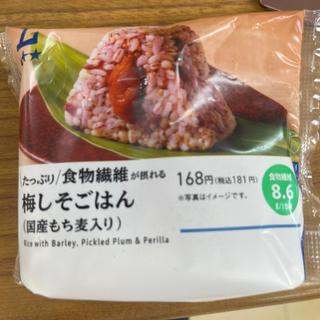 たっぷり/食物繊維が摂れる
梅しそごはん
(国産もち麦入り)
Rice with Barley, Pickled Plum & Perilla
168円(税込181円)
※写真はイメージです。
食物繊維
8.6